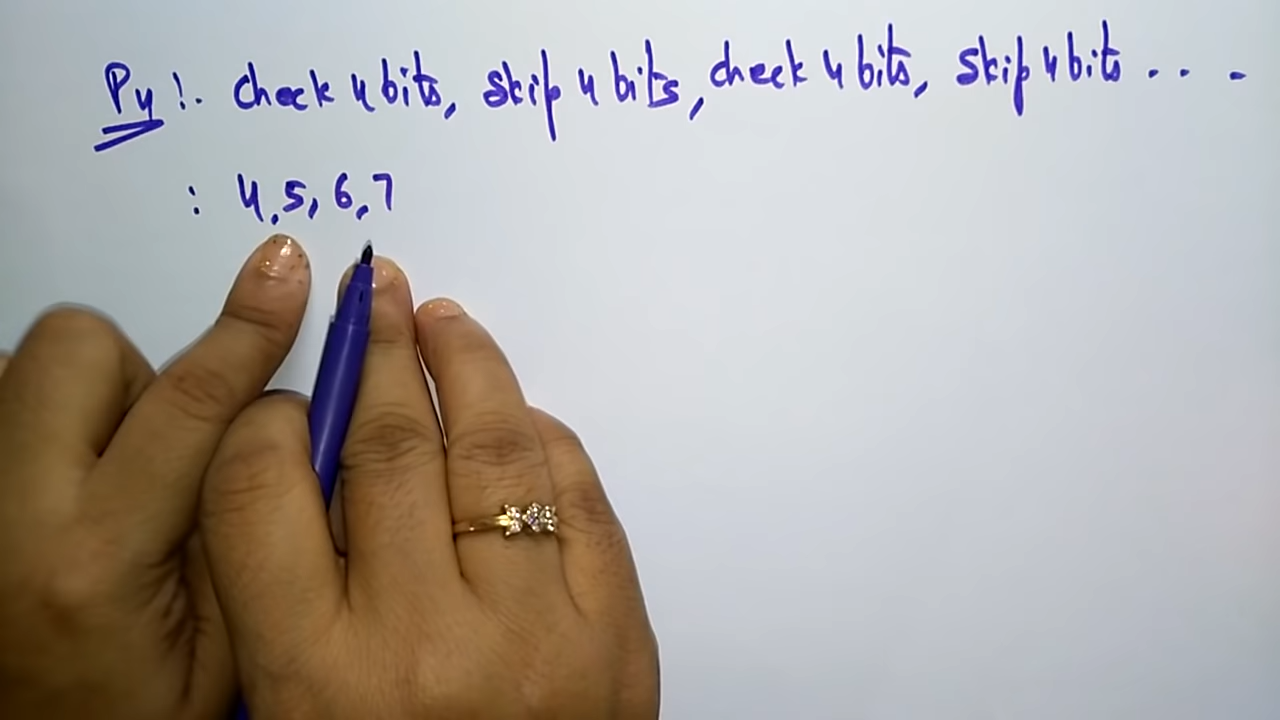 P4 :- check 4 bits, skip 4 bits, check 4 bits, skip 4 bits . . . -
: 4, 5, 6, 7